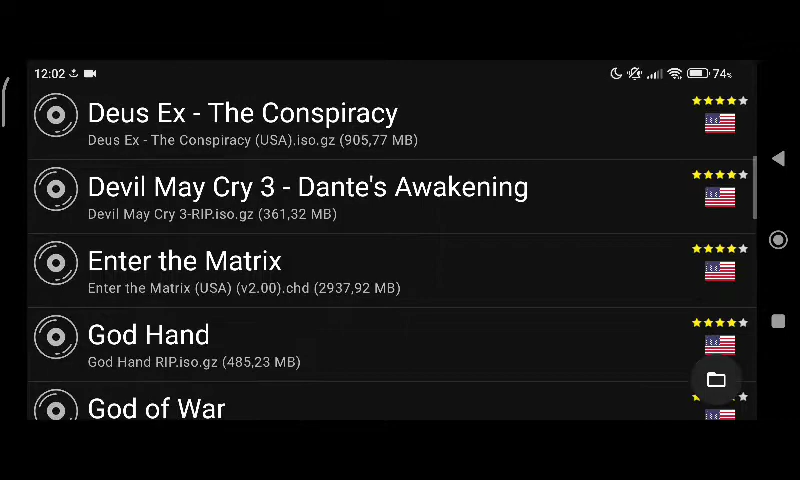 12:02
74%
Deus Ex - The Conspiracy
Deus Ex - The Conspiracy (USA).iso.gz (905,77 MB)
Devil May Cry 3 - Dante's Awakening
Devil May Cry 3-RIP.iso.gz (361,32 MB)
Enter the Matrix
Enter the Matrix (USA) (v2.00).chd (2937,92 MB)
God Hand
God Hand RIP.iso.gz (485,23 MB)
God of War